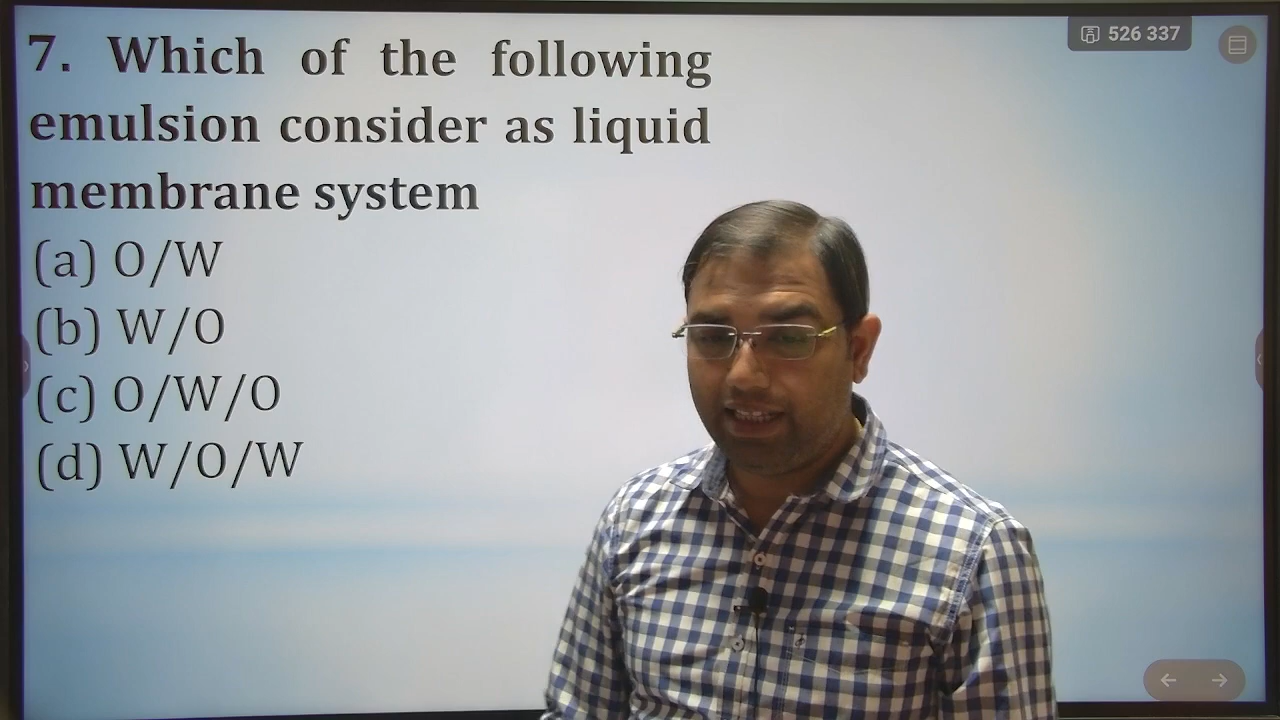 7. Which of the following
emulsion consider as liquid
membrane system
(a) O/W
(b) W/O
(c) O/W/O
(d) W/O/W
526 337